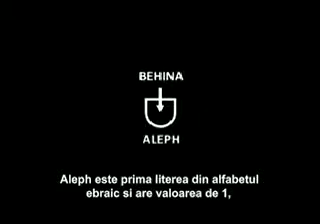 BEHINA
ALEPH
Aleph este prima literea din alfabetul
ebraic si are valoarea de 1,